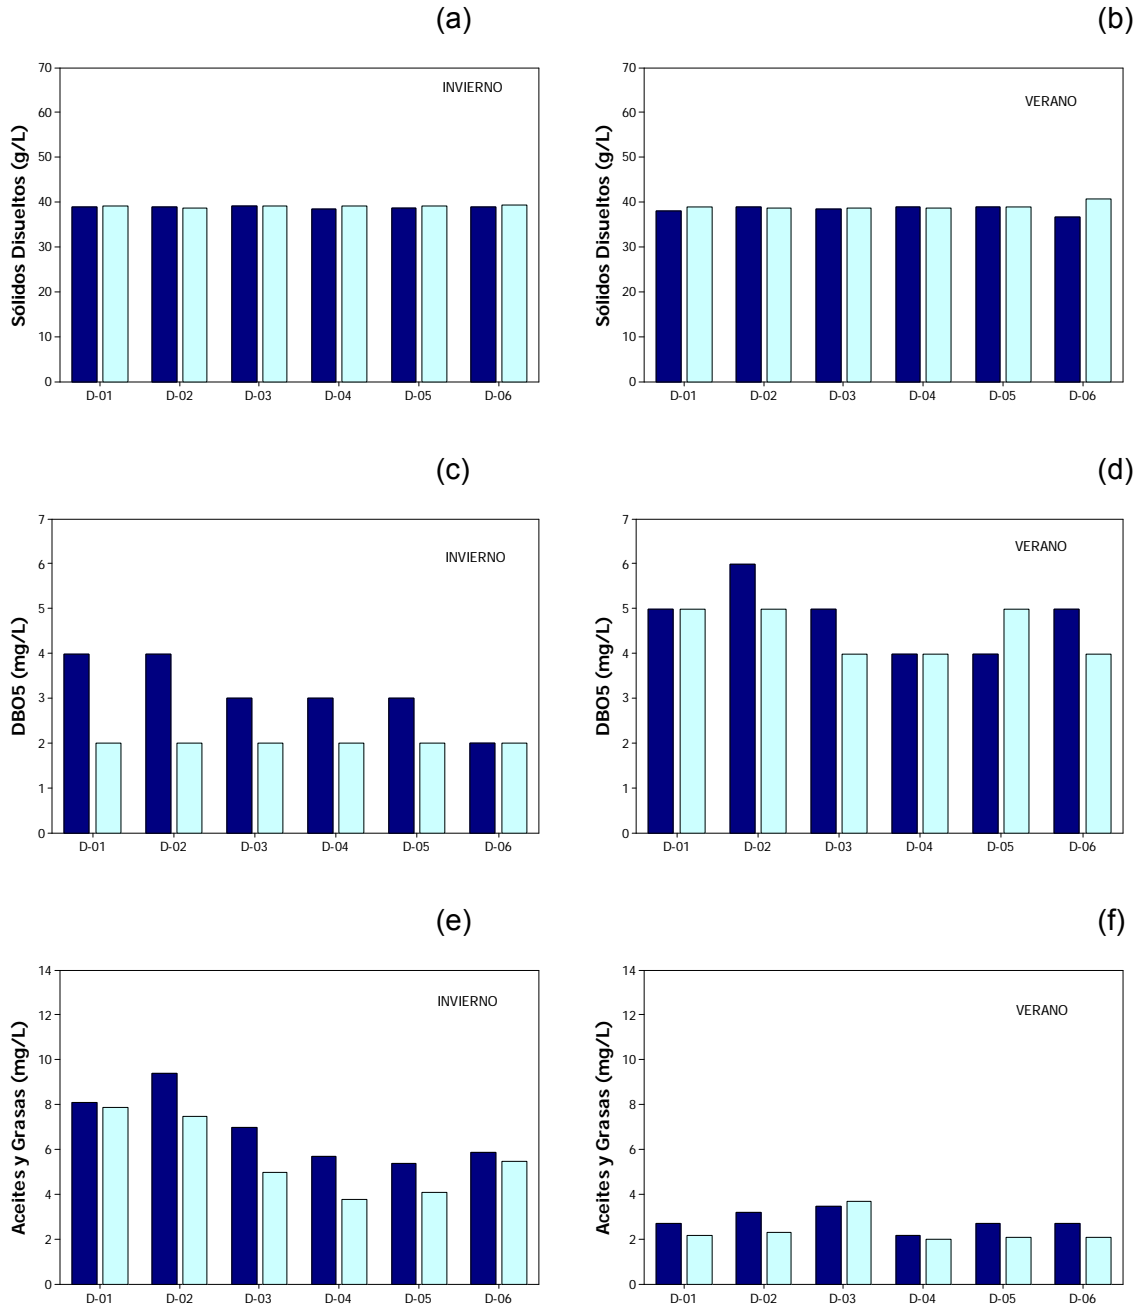 (a)
(b)
70
60
50
40
30
20
10
0
Sólidos Disueltos (g/L)
INVIERNO
D-01 D-02 D-03 D-04 D-05 D-06
70
60
50
40
30
20
10
0
Sólidos Disueltos (g/L)
VERANO
D-01 D-02 D-03 D-04 D-05 D-06
(c)
(d)
7
6
5
4
3
2
1
0
DBO5 (mg/L)
INVIERNO
D-01 D-02 D-03 D-04 D-05 D-06
7
6
5
4
3
2
1
0
DBO5 (mg/L)
VERANO
D-01 D-02 D-03 D-04 D-05 D-06
(e)
(f)
14
12
10
8
6
4
2
0
Aceites y Grasas (mg/L)
INVIERNO
D-01 D-02 D-03 D-04 D-05 D-06
14
12
10
8
6
4
2
0
Aceites y Grasas (mg/L)
VERANO
D-01 D-02 D-03 D-04 D-05 D-06